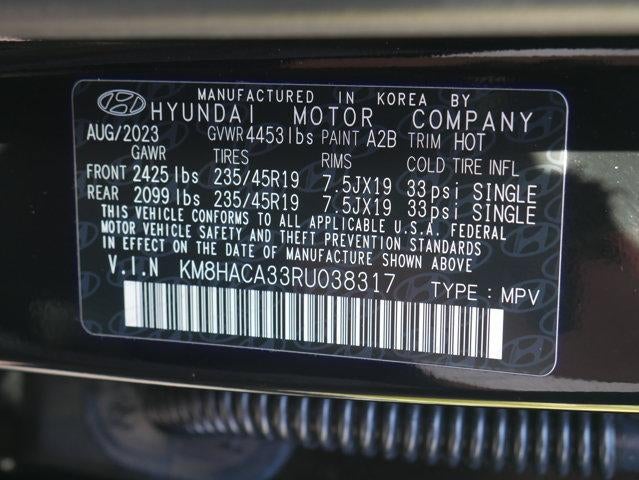 MANUFACTURED IN KOREA BY
HYUNDAI MOTOR COMPANY
AUG/2023 GVWR 4453 lbs PAINT A2B TRIM HOT
GAWR TIRES RIMS COLD TIRE INFL
FRONT 2425 lbs 235/45R19 7.5JX19 33 psi SINGLE
REAR 2099 lbs 235/45R19 7.5JX19 33 psi SINGLE
THIS VEHICLE CONFORMS TO ALL APPLICABLE U.S.A. FEDERAL
MOTOR VEHICLE SAFETY AND THEFT PREVENTION STANDARDS
IN EFFECT ON THE DATE OF MANUFACTURE SHOWN ABOVE
V.I.N KM8HACA33RU038317 TYPE : MPV